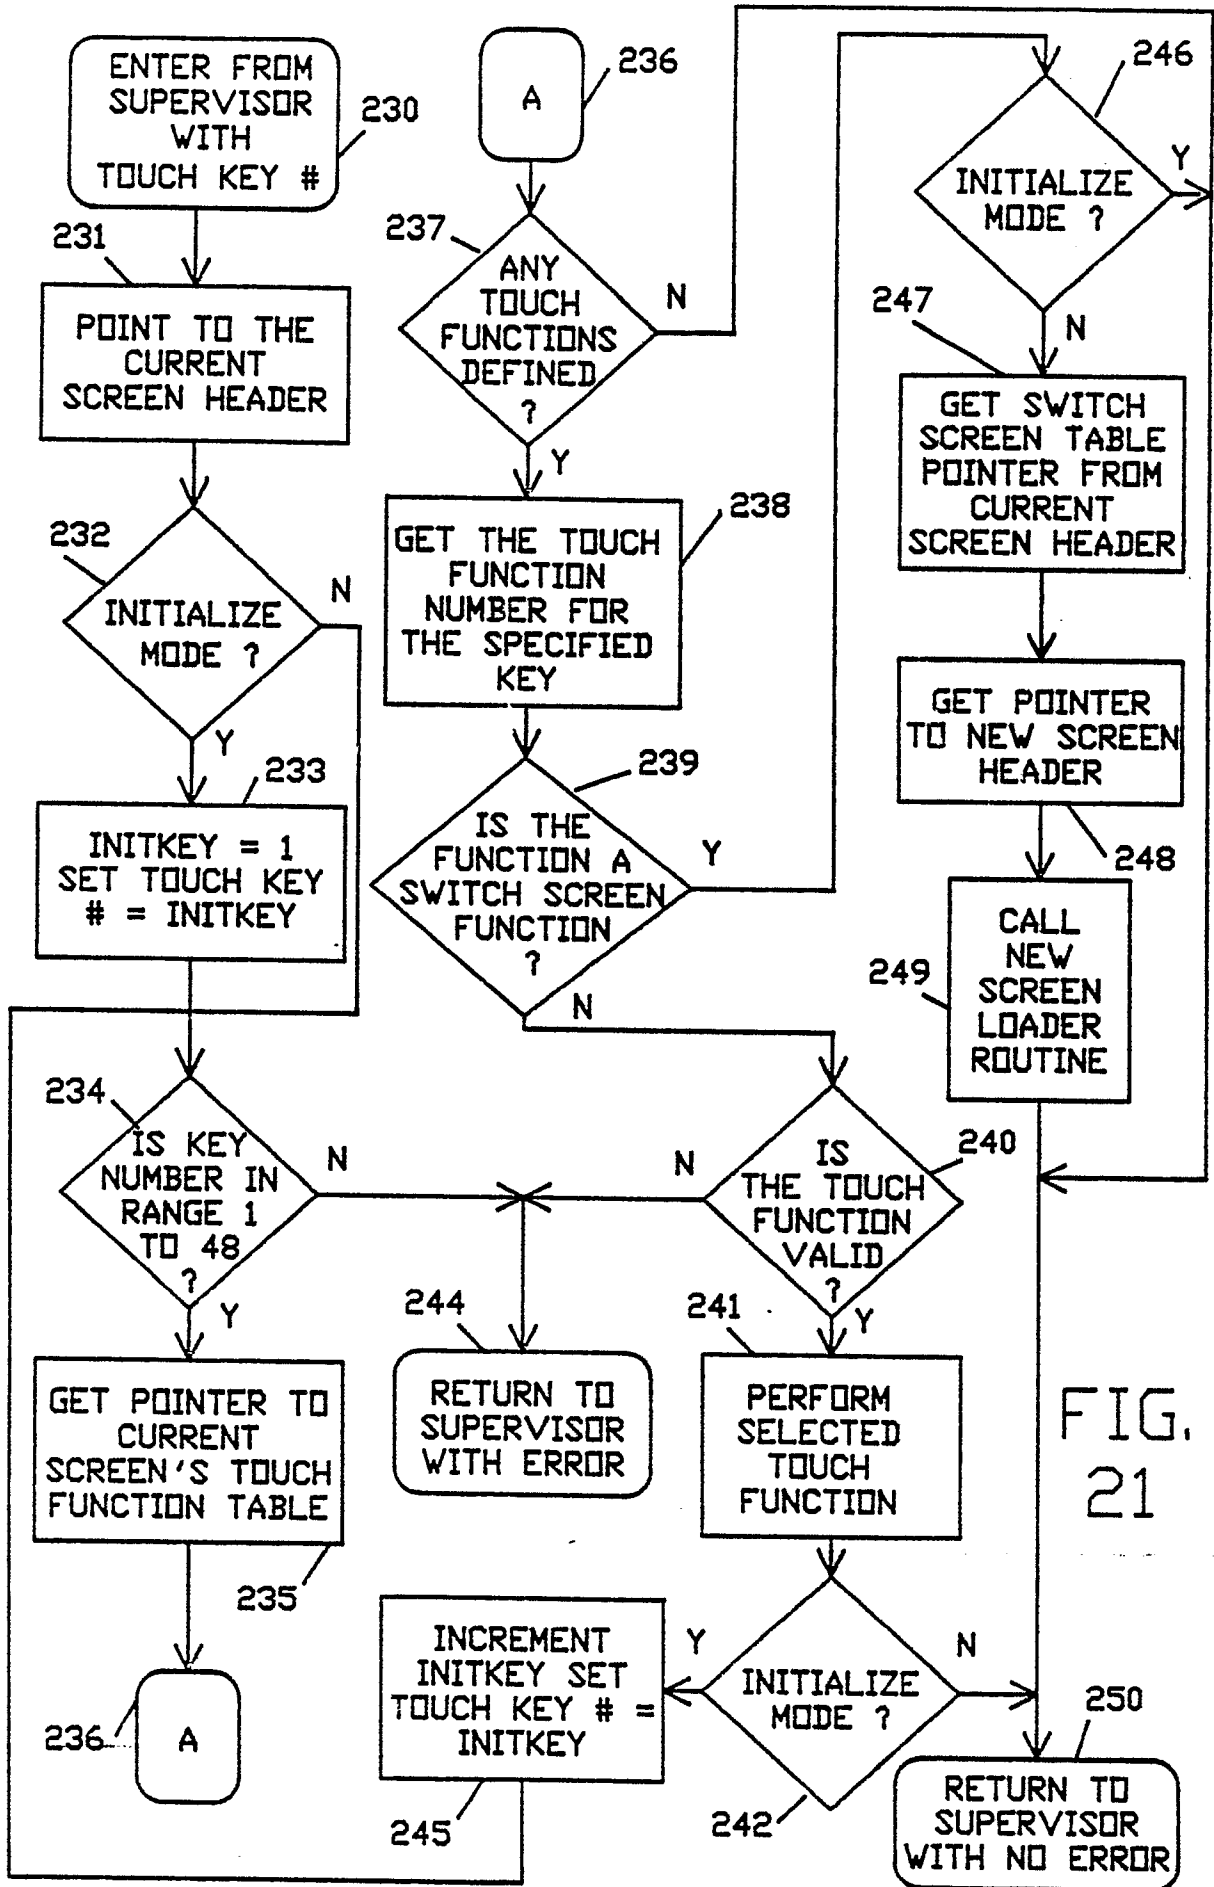 ENTER FROM
SUPERVISOR
WITH
TOUCH KEY #
230
231
POINT TO THE
CURRENT
SCREEN HEADER
232
INITIALIZE
MODE ?
N
Y
233
INITKEY = 1
SET TOUCH KEY
# = INITKEY
234
IS KEY
NUMBER IN
RANGE 1
TO 48
?
N
Y
GET POINTER TO
CURRENT
SCREEN'S TOUCH
FUNCTION TABLE
235
236
A
A
236
237
ANY
TOUCH
FUNCTIONS
DEFINED
?
N
Y
238
GET THE TOUCH
FUNCTION
NUMBER FOR
THE SPECIFIED
KEY
239
IS THE
FUNCTION A
SWITCH SCREEN
FUNCTION
?
Y
N
240
IS
THE TOUCH
FUNCTION
VALID
?
N
Y
244
RETURN TO
SUPERVISOR
WITH ERROR
241
PERFORM
SELECTED
TOUCH
FUNCTION
INITIALIZE
MODE ?
Y
N
242
INCREMENT
INITKEY SET
TOUCH KEY # =
INITKEY
245
246
INITIALIZE
MODE ?
Y
N
247
GET SWITCH
SCREEN TABLE
POINTER FROM
CURRENT
SCREEN HEADER
GET POINTER
TO NEW SCREEN
HEADER
248
249
CALL
NEW
SCREEN
LOADER
ROUTINE
250
RETURN TO
SUPERVISOR
WITH NO ERROR
FIG.
21